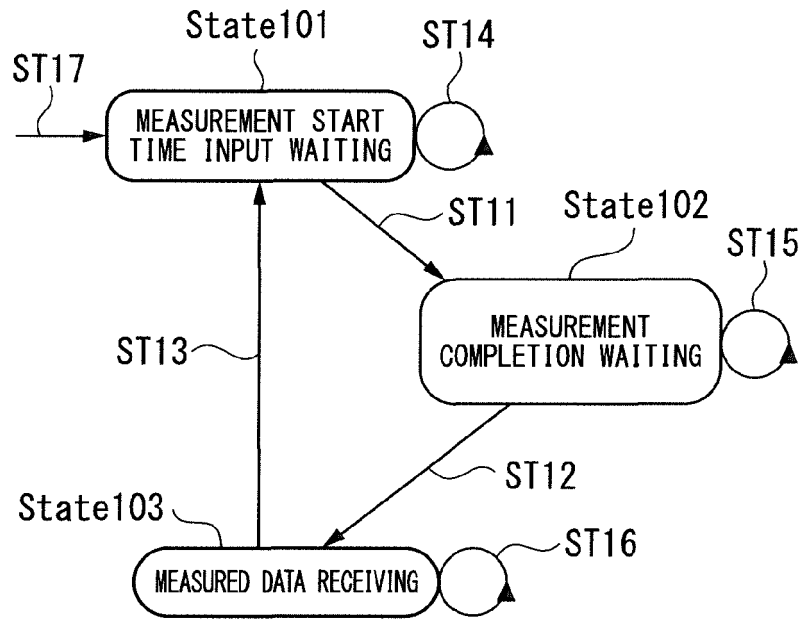 State101
ST14
ST17
MEASUREMENT START
TIME INPUT WAITING
ST11
State102
ST15
MEASUREMENT
COMPLETION WAITING
ST13
ST12
State103
ST16
MEASURED DATA RECEIVING